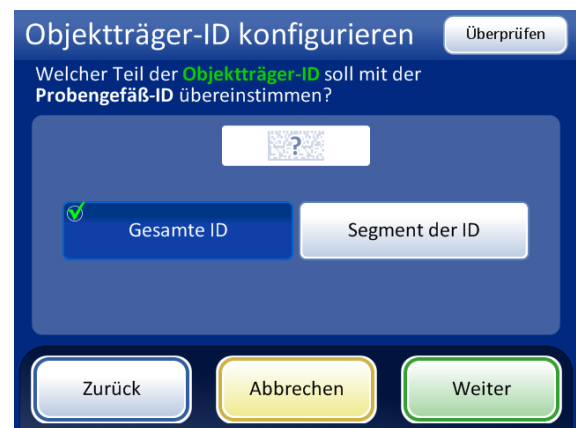 Objektträger-ID konfigurieren
Überprüfen
Welcher Teil der Objektträger-ID soll mit der
Probengefäß-ID übereinstimmen?
?
Gesamte ID
Segment der ID
Zurück
Abbrechen
Weiter